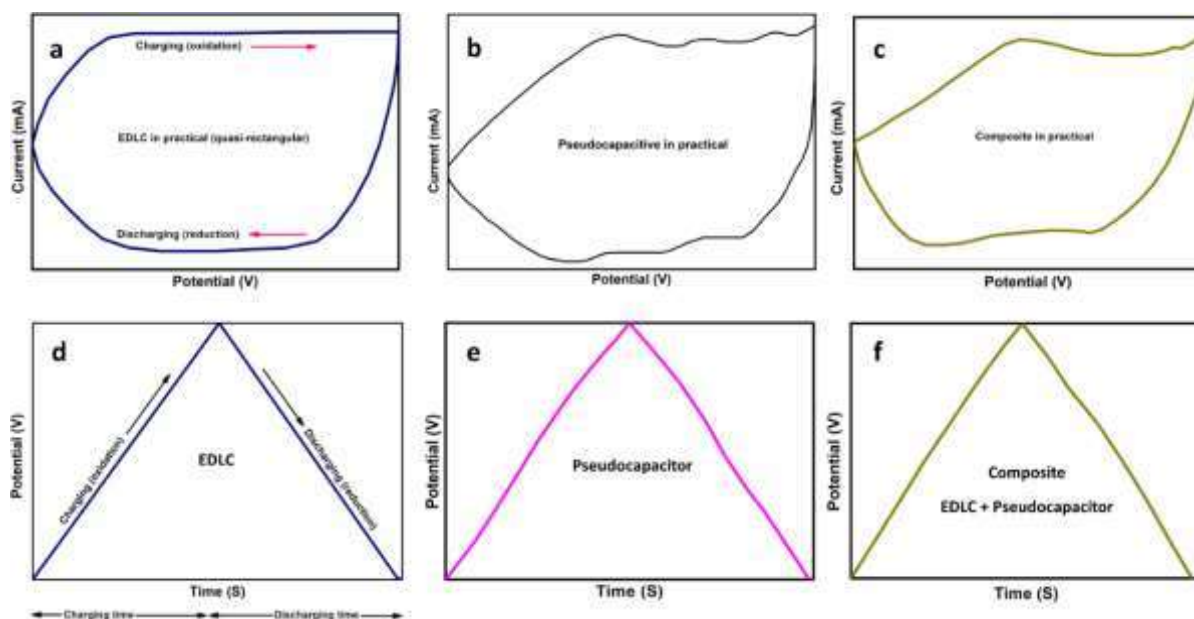 a
Charging (oxidation)
EDLC in practical (quasi-rectangular)
Discharging (reduction)
Current (mA)
Potential (V)
b
Pseudocapacitive in practical
Current (mA)
Potential (V)
c
Composite in practical
Current (mA)
Potential (V)
d
Charging (oxidation)
EDLC
Discharging (reduction)
Potential (V)
Time (S)
Charging time
Discharging time
e
Pseudocapacitor
Potential (V)
Time (S)
f
Composite
EDLC + Pseudocapacitor
Potential (V)
Time (S)